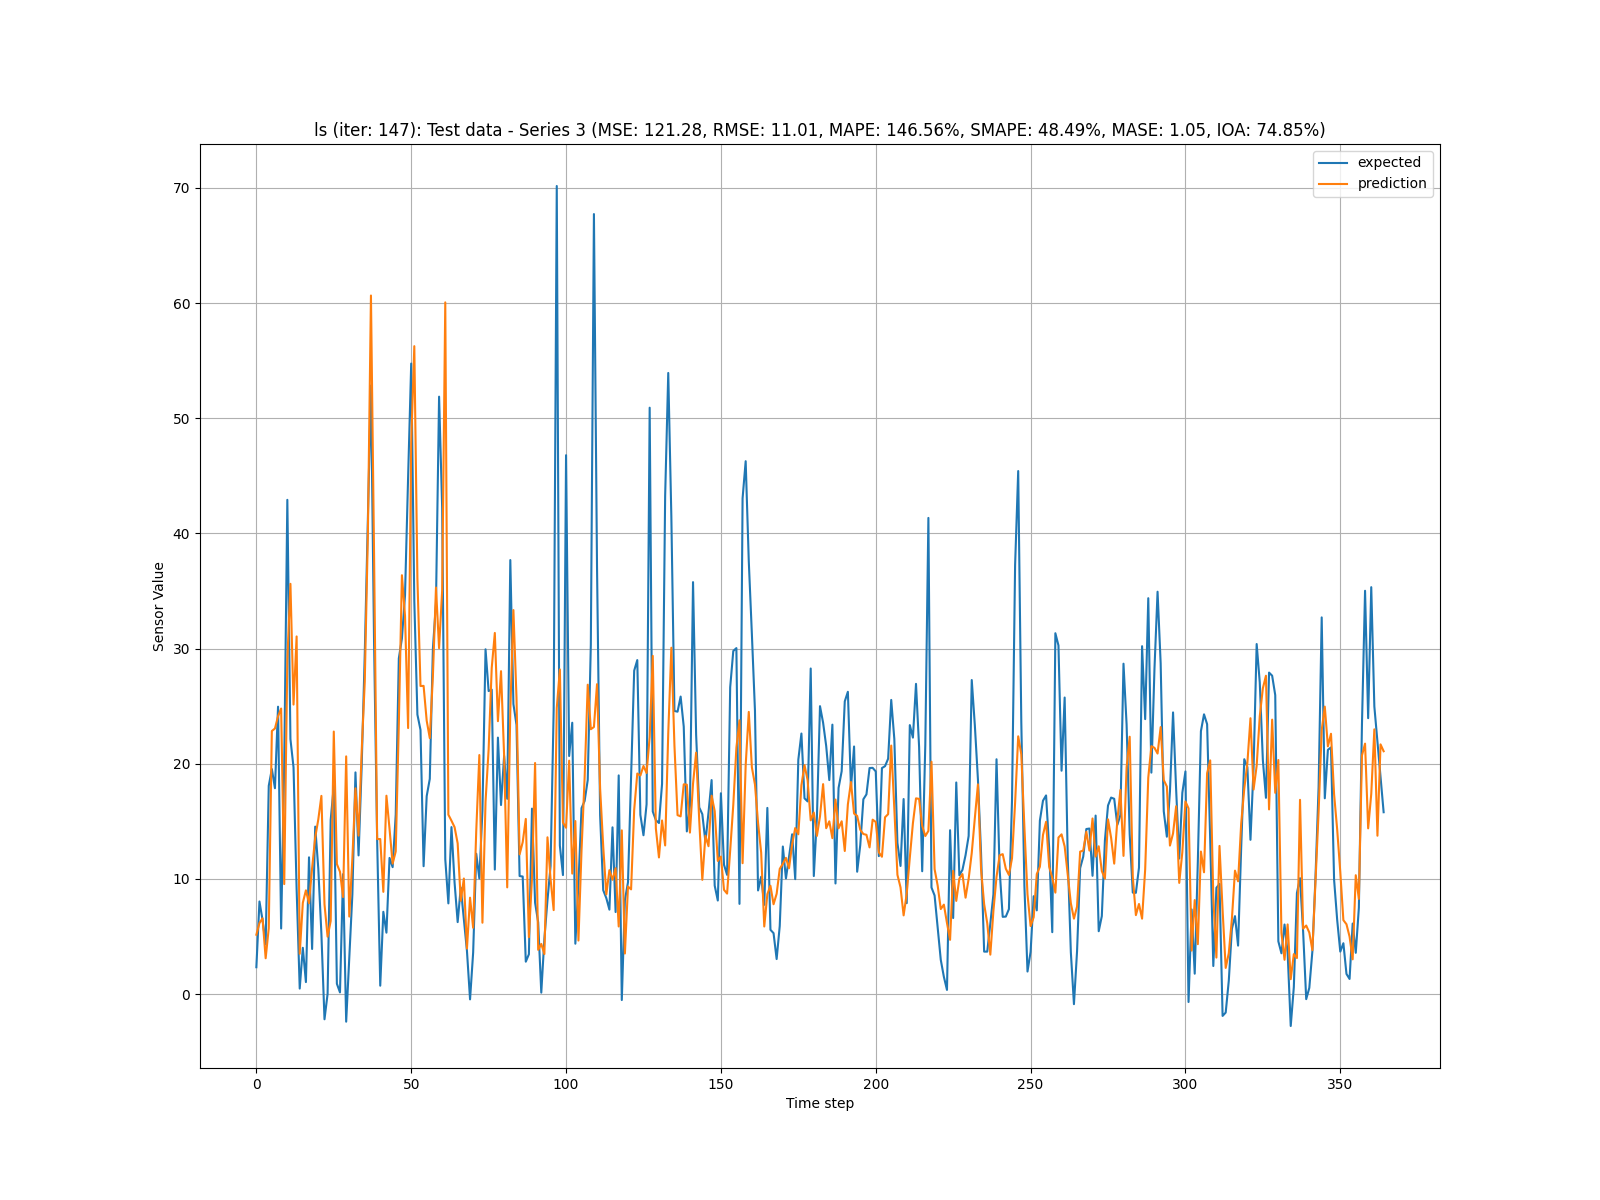 ls (iter: 147): Test data - Series 3 (MSE: 121.28, RMSE: 11.01, MAPE: 146.56%, SMAPE: 48.49%, MASE: 1.05, IOA: 74.85%)
expected
prediction
70
60
50
40
30
20
10
0
Sensor Value
0 50 100 150 200 250 300 350
Time step